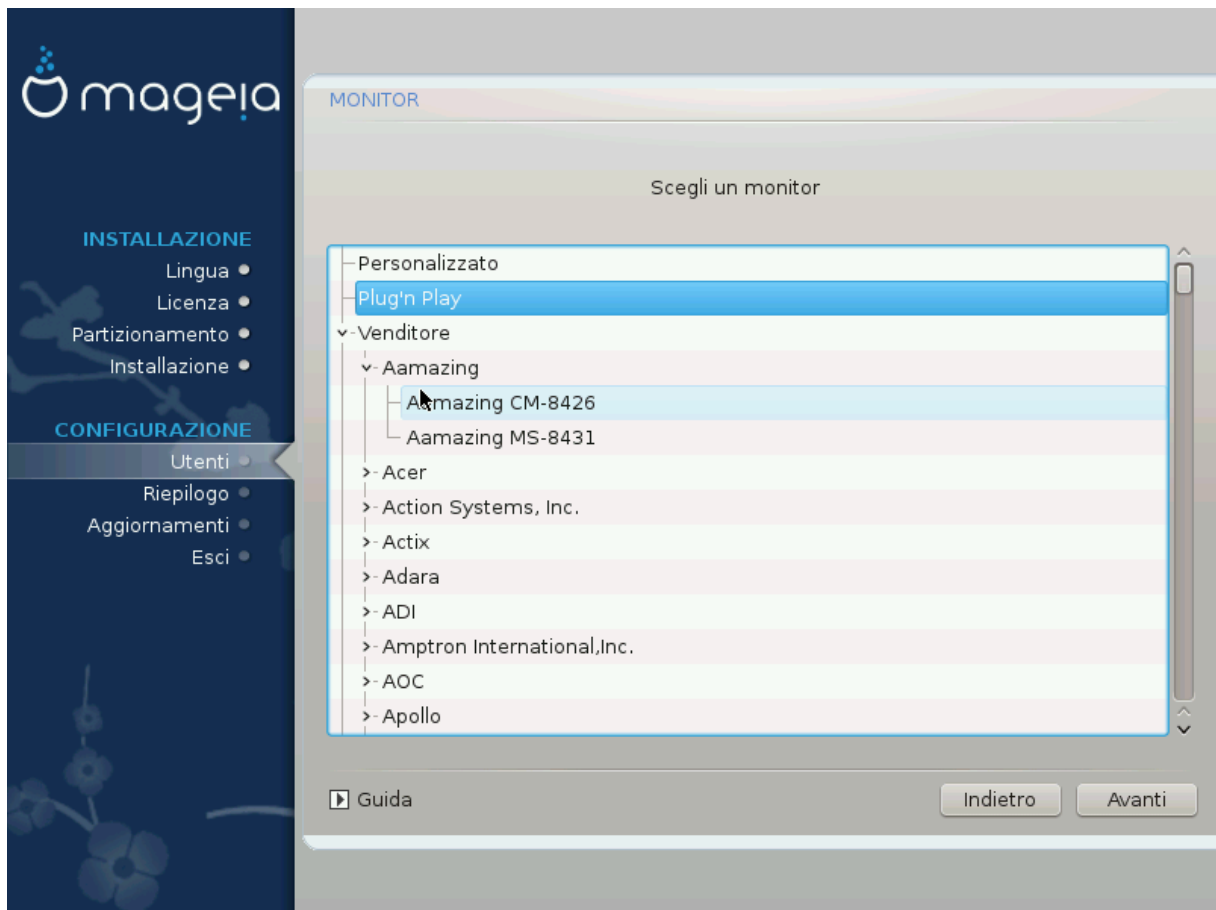 mageia
INSTALLAZIONE
Lingua
Licenza
Partizionamento
Installazione
CONFIGURAZIONE
Utenti
Riepilogo
Aggiornamenti
Esci
MONITOR
Scegli un monitor
Personalizzato
Plug'n Play
Venditore
Aamazing
Aamazing CM-8426
Aamazing MS-8431
Acer
Action Systems, Inc.
Actix
Adara
ADI
Amptron International,Inc.
AOC
Apollo
Guida
Indietro
Avanti